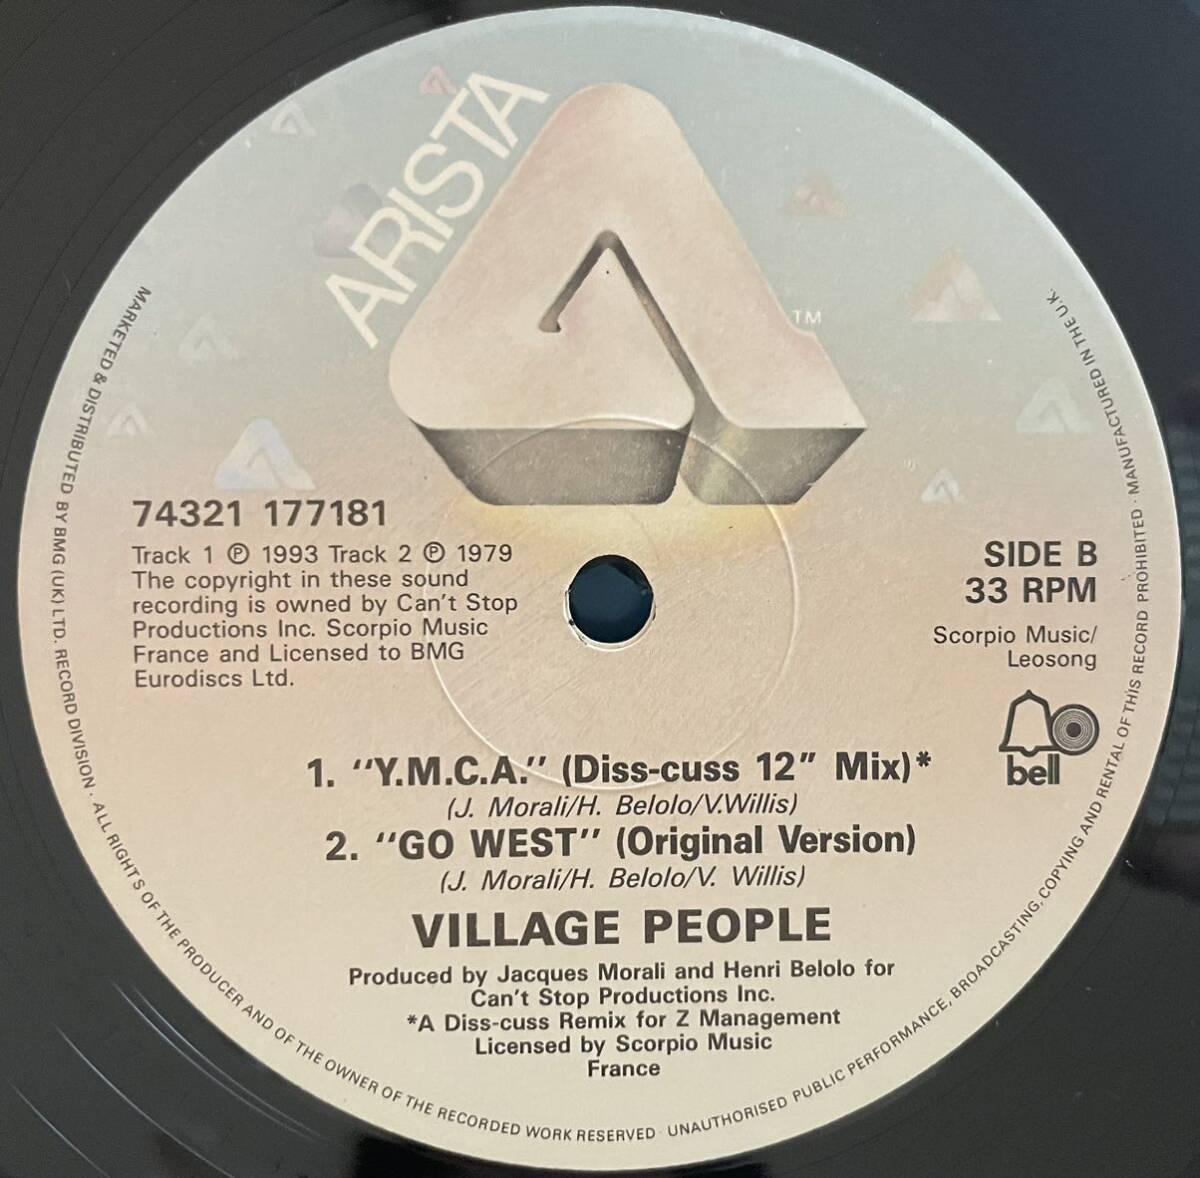 ARISTA
TM
74321 177181
Track 1 ℗ 1993 Track 2 ℗ 1979
The copyright in these sound
recording is owned by Can't Stop
Productions Inc. Scorpio Music
France and Licensed to BMG
Eurodiscs Ltd.
SIDE B
33 RPM
Scorpio Music/
Leosong
bell
1. "Y.M.C.A." (Diss-cuss 12" Mix)*
(J. Morali/H. Belolo/V.Willis)
2. "GO WEST" (Original Version)
(J. Morali/H. Belolo/V. Willis)
VILLAGE PEOPLE
Produced by Jacques Morali and Henri Belolo for
Can't Stop Productions Inc.
*A Diss-cuss Remix for Z Management
Licensed by Scorpio Music
France
MARKETED & DISTRIBUTED BY BMG (UK) LTD. RECORD DIVISION · ALL RIGHTS OF THE PRODUCER AND OF THE OWNER OF THE RECORDED WORK RESERVED · UNAUTHORISED PUBLIC PERFORMANCE, BROADCASTING, COPYING AND RENTAL OF THIS RECORD PROHIBITED · MANUFACTURED IN THE U.K.